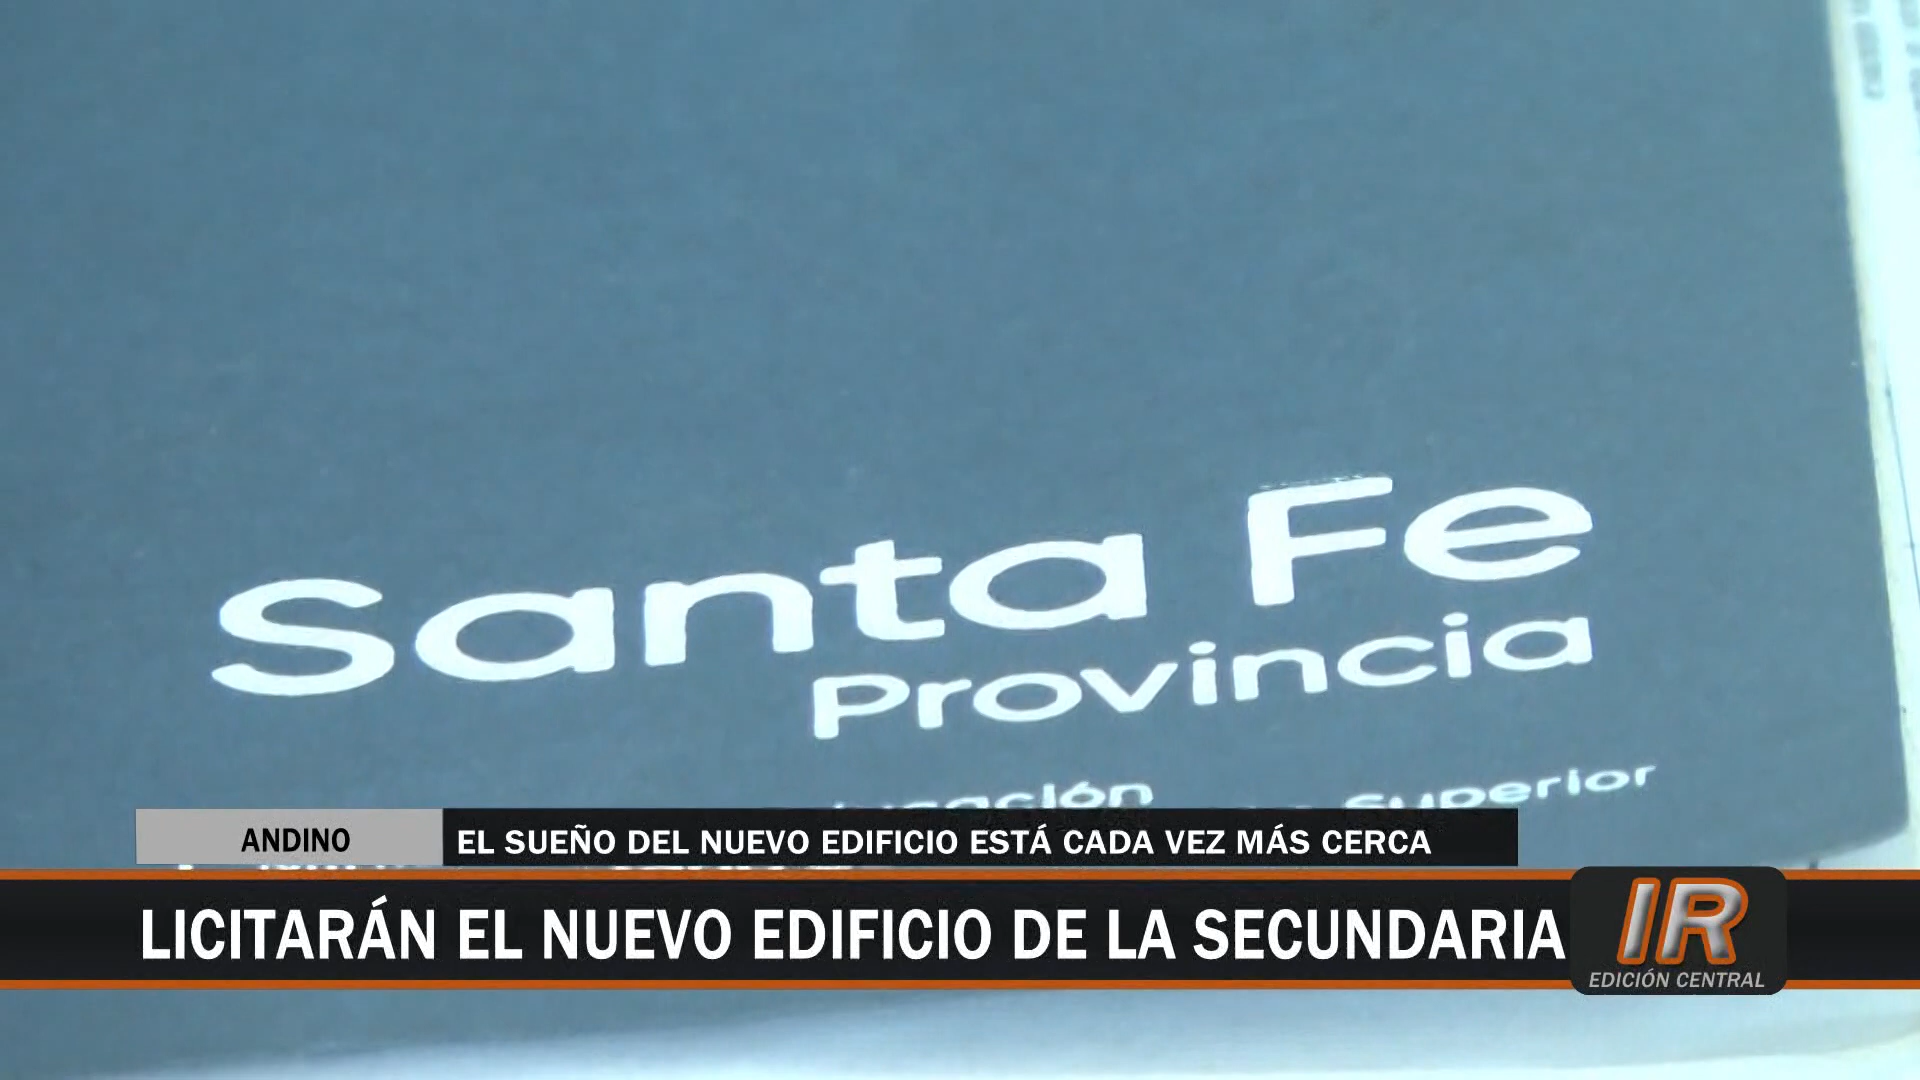 Santa Fe
Provincia
Superior
ANDINO
EL SUEÑO DEL NUEVO EDIFICIO ESTÁ CADA VEZ MÁS CERCA
LICITARÁN EL NUEVO EDIFICIO DE LA SECUNDARIA
IR
EDICIÓN CENTRAL